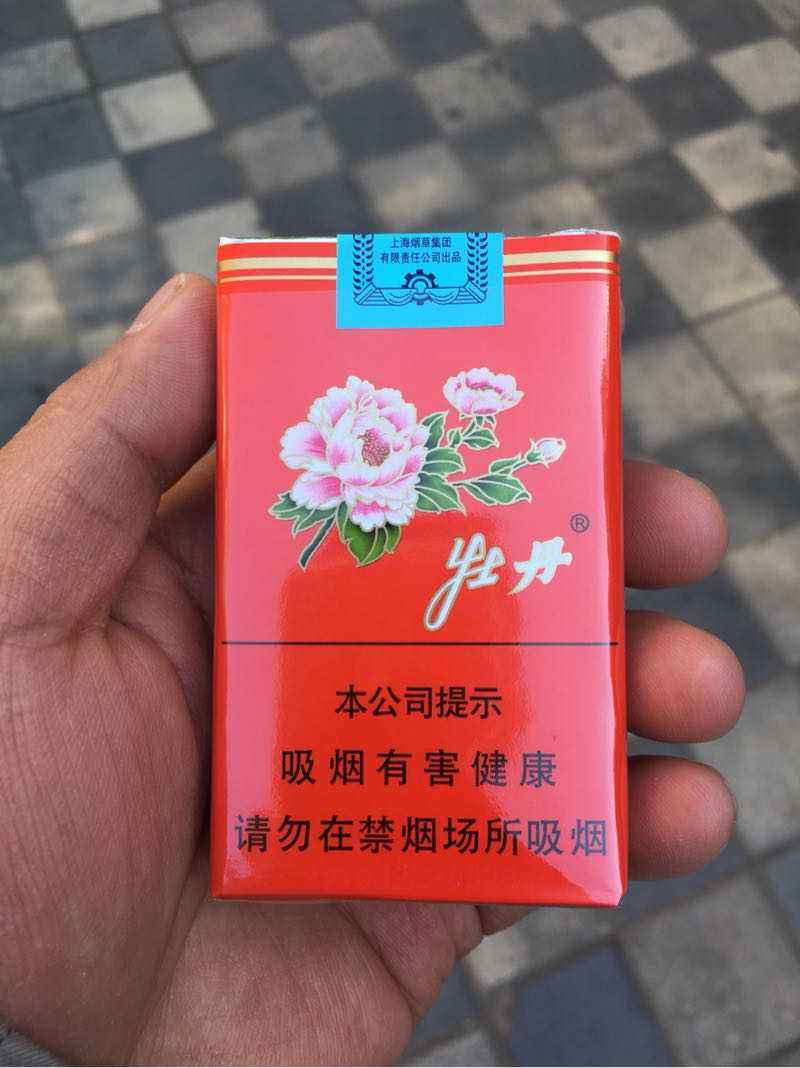 上海烟草集团
有限责任公司出品
牡丹®
本公司提示
吸烟有害健康
请勿在禁烟场所吸烟